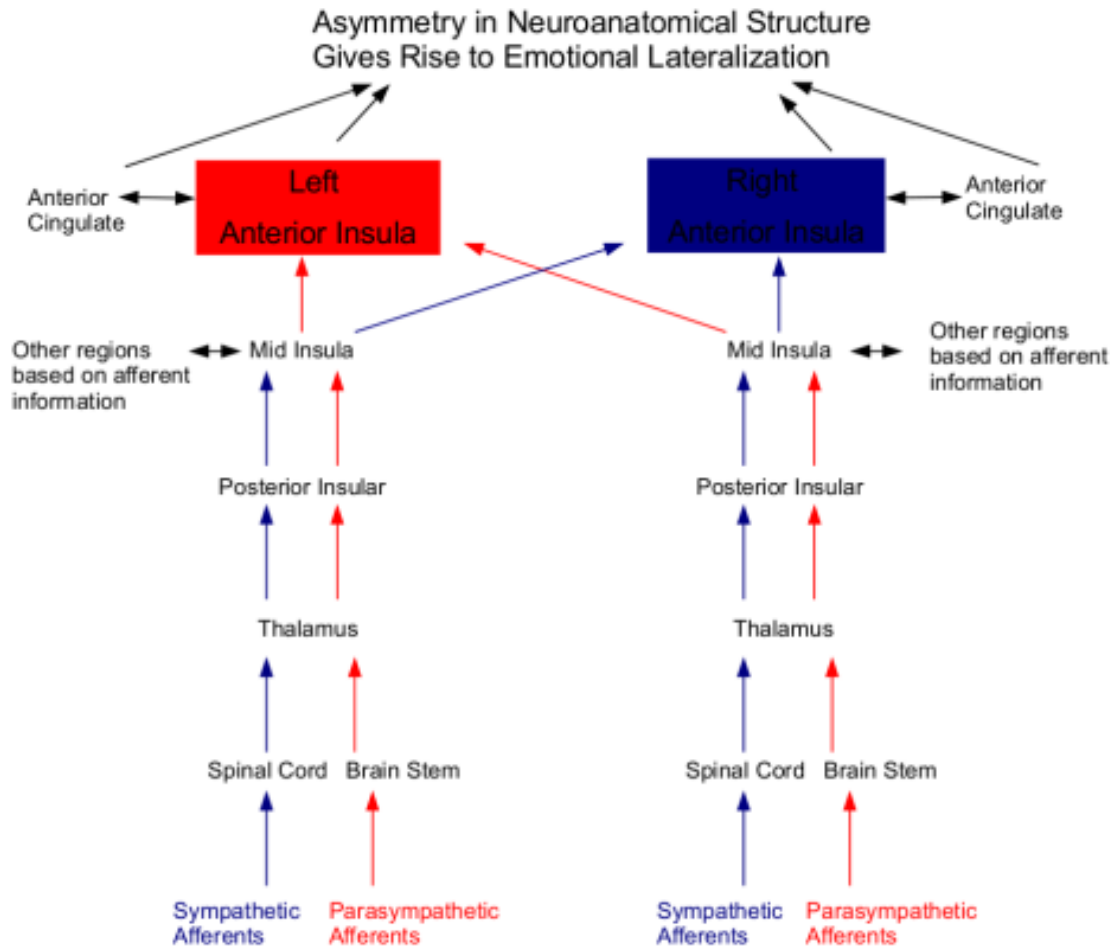 Asymmetry in Neuroanatomical Structure
Gives Rise to Emotional Lateralization
Anterior
Cingulate
Left
Anterior Insula
Right
Anterior Insula
Anterior
Cingulate
Other regions
based on afferent
information
Mid Insula
Mid Insula
Other regions
based on afferent
information
Posterior Insular
Posterior Insular
Thalamus
Thalamus
Spinal Cord
Brain Stem
Spinal Cord
Brain Stem
Sympathetic
Afferents
Parasympathetic
Afferents
Sympathetic
Afferents
Parasympathetic
Afferents